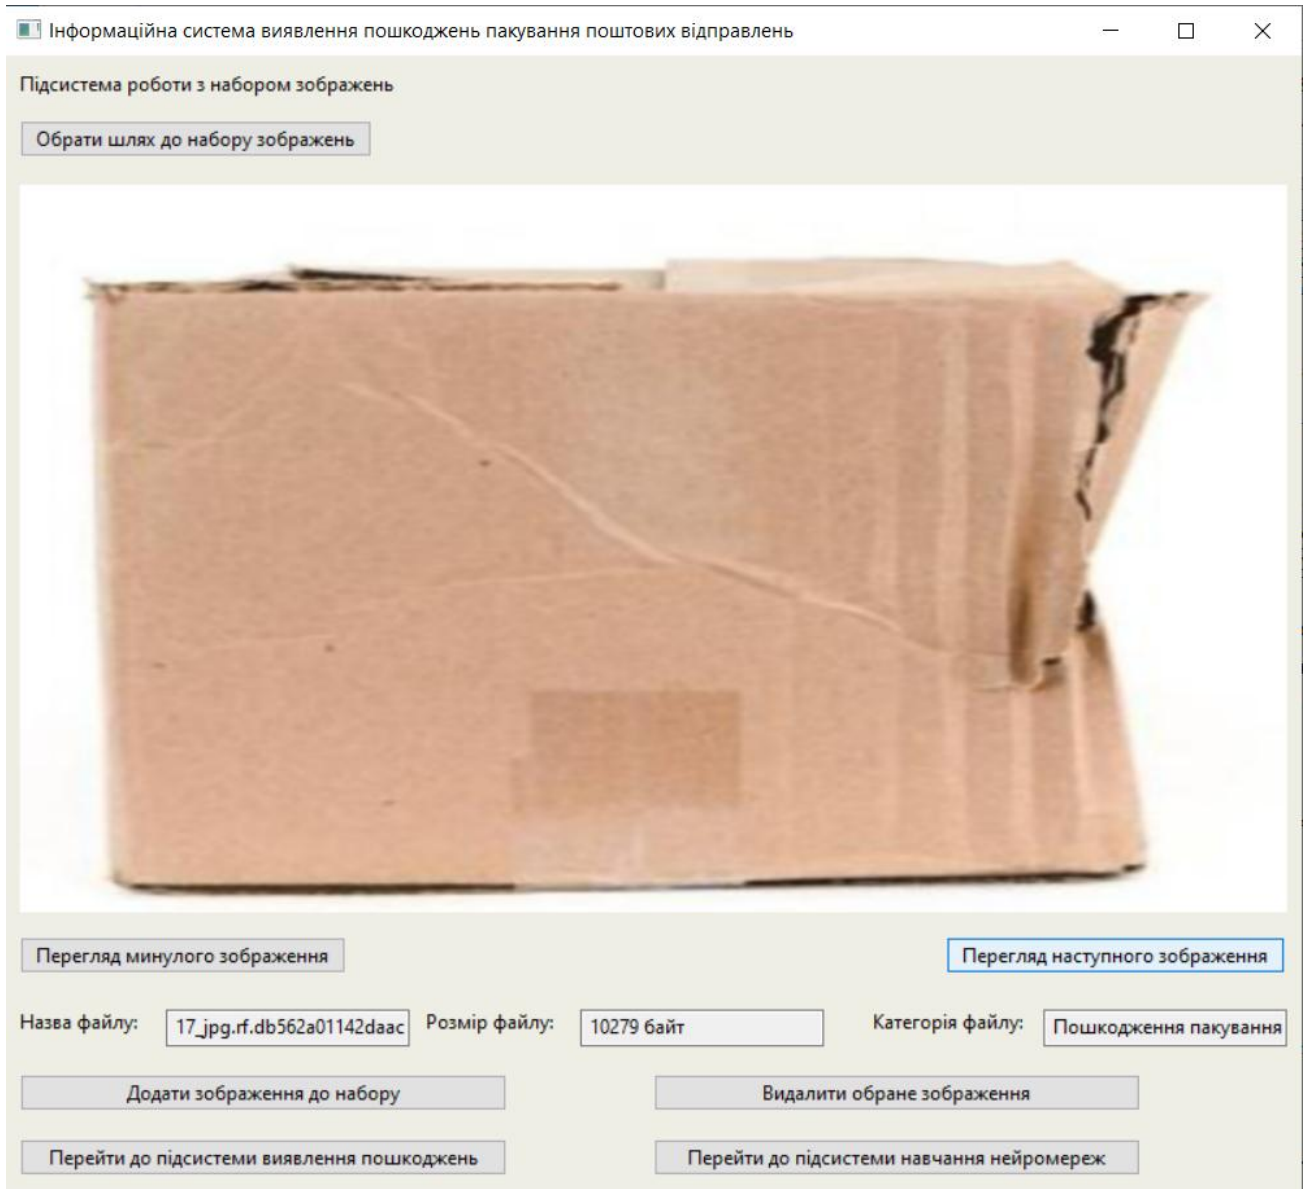 Інформаційна система виявлення пошкоджень пакування поштових відправлень
Підсистема роботи з набором зображень
Обрати шлях до набору зображень
Перегляд минулого зображення
Перегляд наступного зображення
Назва файлу: 17_jpg.rf.db562a01142daac Розмір файлу: 10279 байт Категорія файлу: Пошкодження пакування
Додати зображення до набору
Видалити обране зображення
Перейти до підсистеми виявлення пошкоджень
Перейти до підсистеми навчання нейромереж